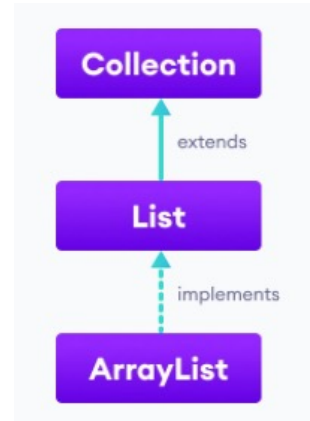 Collection
extends
List
implements
ArrayList